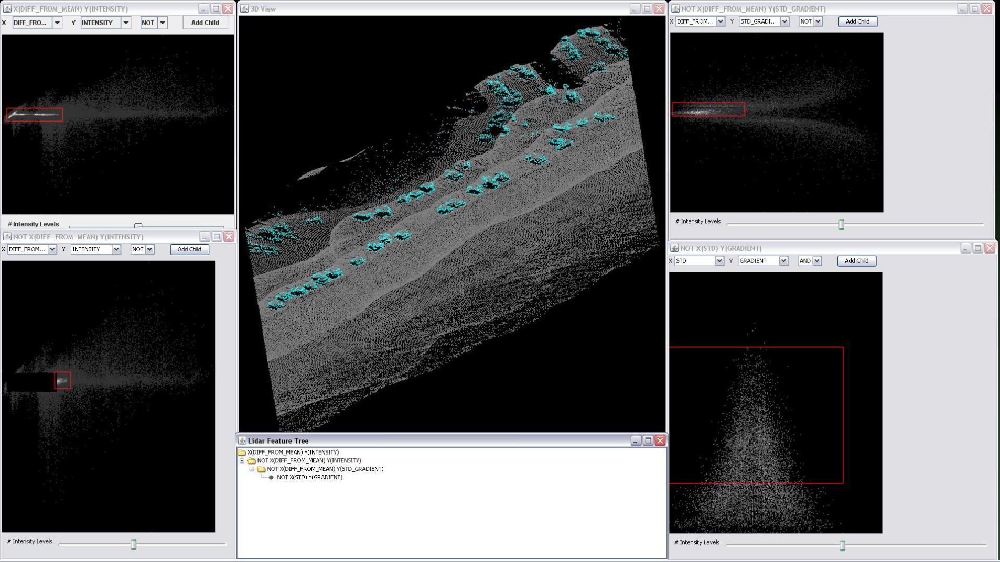 X(DIFF_FROM_MEAN) Y(INTENSITY)
X DIFF_FRO... Y INTENSITY NOT Add Child
# Intensity Levels
NOT X(DIFF_FROM_MEAN) Y(INTENSITY)
X DIFF_FROM... Y INTENSITY NOT Add Child
# Intensity Levels
3D View
Lidar Feature Tree
X(DIFF_FROM_MEAN) Y(INTENSITY)
NOT X(DIFF_FROM_MEAN) Y(INTENSITY)
NOT X(DIFF_FROM_MEAN) Y(STD_GRADIENT)
NOT X(STD) Y(GRADIENT)
NOT X(DIFF_FROM_MEAN) Y(STD_GRADIENT)
X DIFF_FROM... Y STD_GRADI... NOT Add Child
# Intensity Levels
NOT X(STD) Y(GRADIENT)
X STD Y GRADIENT AND Add Child
# Intensity Levels